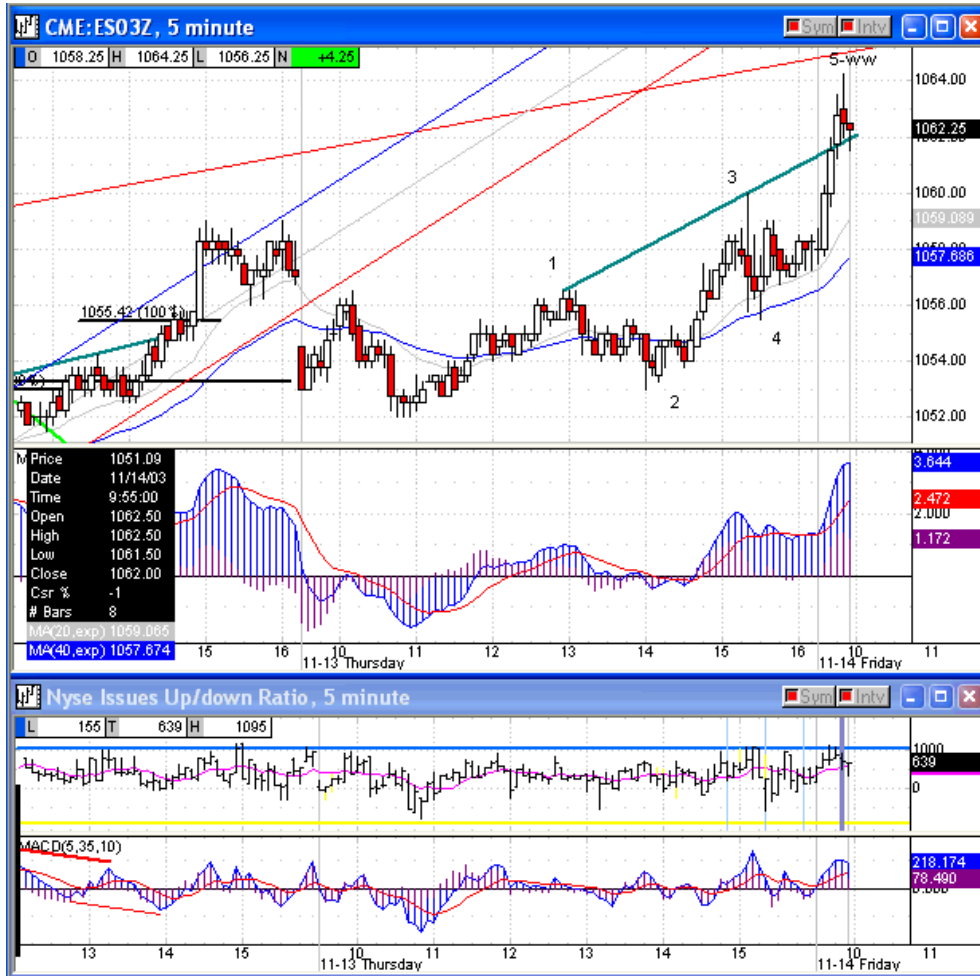 CME:ES03Z, 5 minute
Sym Intv
O 1058.25 H 1064.25 L 1056.25 N +4.25
5-ww
1064.00
1062.25
1060.00
1059.089
1057.686
1056.00
1054.00
1052.00
3
1
1055.42 (100%)
4
2
Price 1051.09
Date 11/14/03
Time 9:55:00
Open 1062.50
High 1062.50
Low 1061.50
Close 1062.00
Csr % -1
# Bars 8
MA(20,exp) 1059.065
MA(40,exp) 1057.674
3.644
2.472
2.000
1.172
15 16 10 11 12 13 14 15 16 10 11
11-13 Thursday 11-14 Friday
Nyse Issues Up/down Ratio, 5 minute
Sym Intv
L 155 T 639 H 1095
1000
639
0
MACD(5,35,10)
218.174
78.490
13 14 15 10 11 12 13 14 15 10 11
11-13 Thursday 11-14 Friday